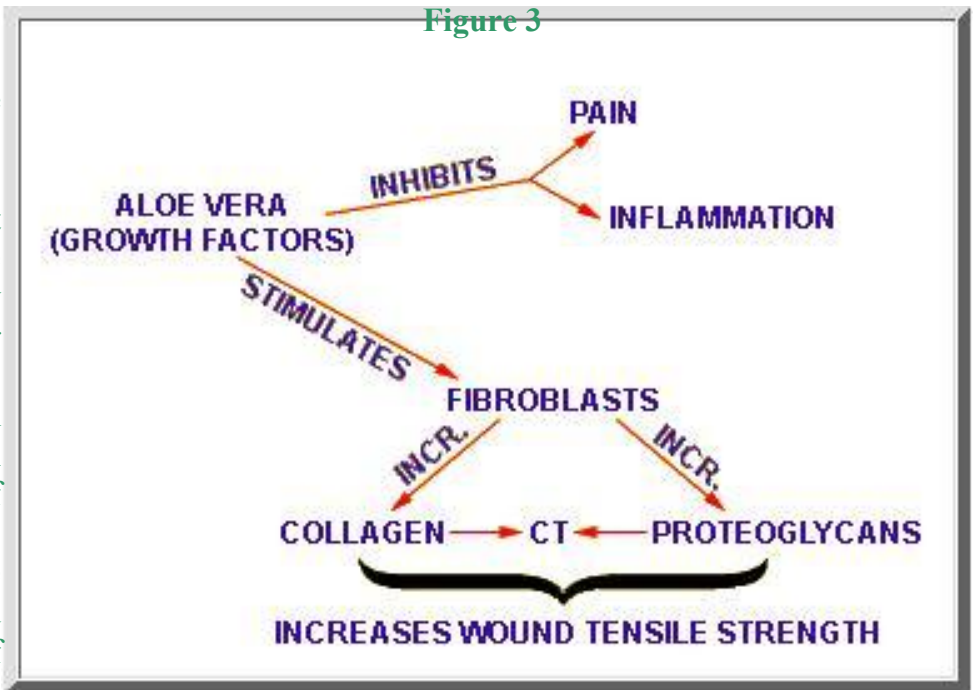 Figure 3
PAIN
INHIBITS
ALOE VERA
(GROWTH FACTORS)
INFLAMMATION
STIMULATES
FIBROBLASTS
INCR.
INCR.
COLLAGEN
CT
PROTEOGLYCANS
INCREASES WOUND TENSILE STRENGTH